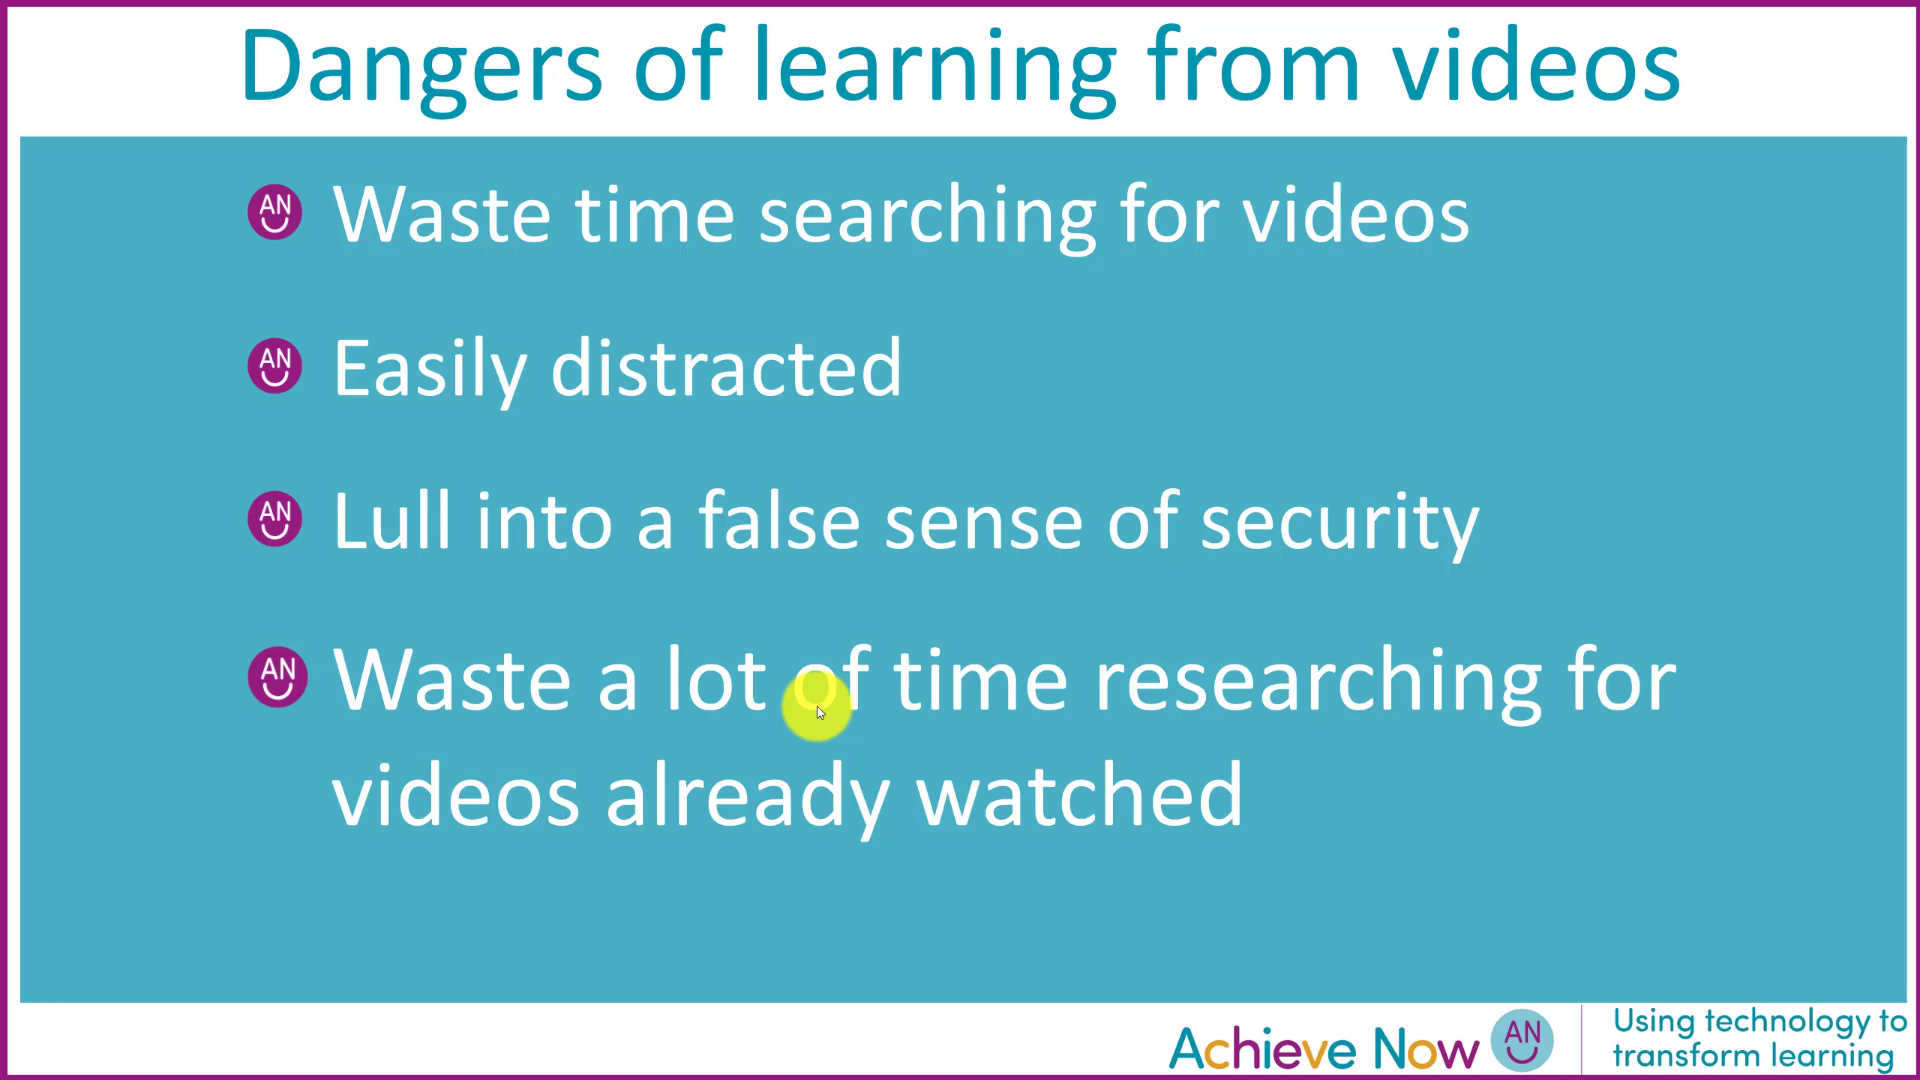 Dangers of learning from videos
AN Waste time searching for videos
AN Easily distracted
AN Lull into a false sense of security
AN Waste a lot of time researching for
videos already watched
Achieve Now AN
Using technology to
transform learning